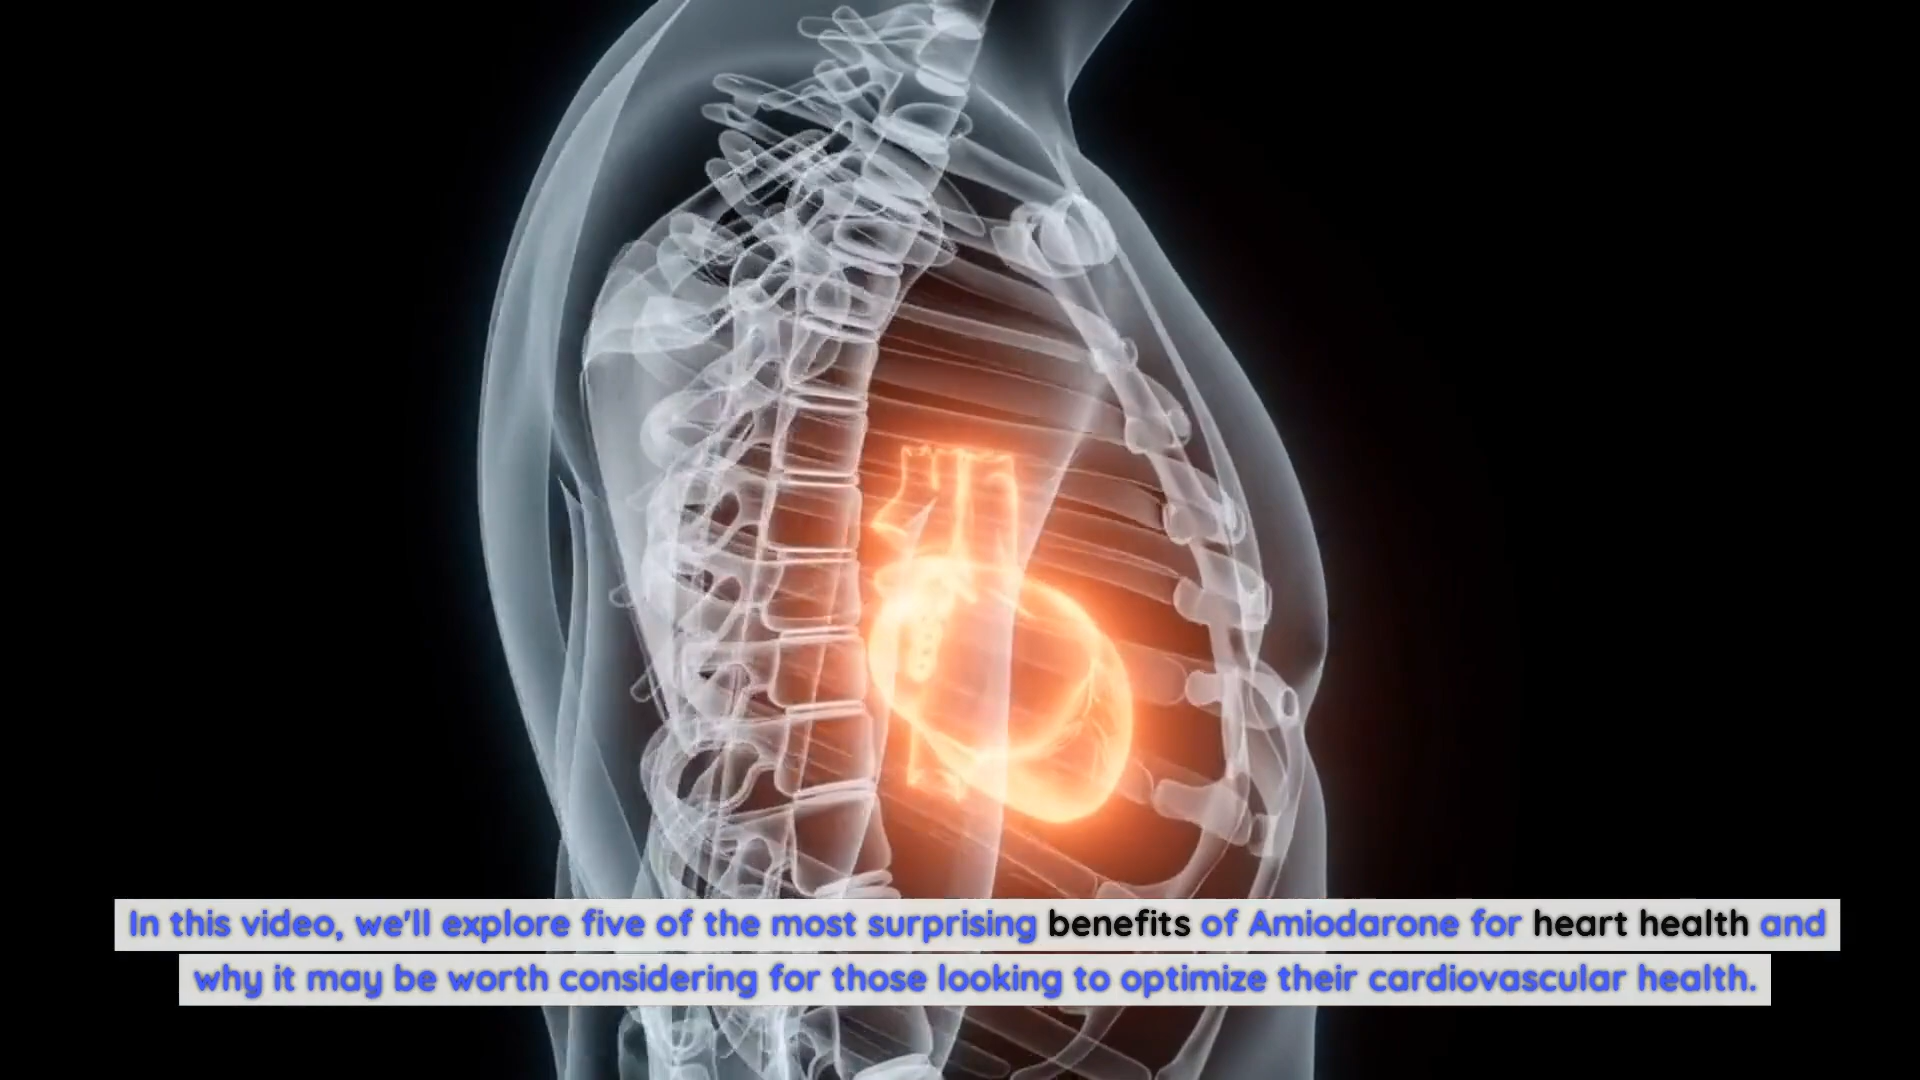 In this video, we'll explore five of the most surprising benefits of Amiodarone for heart health and
why it may be worth considering for those looking to optimize their cardiovascular health.